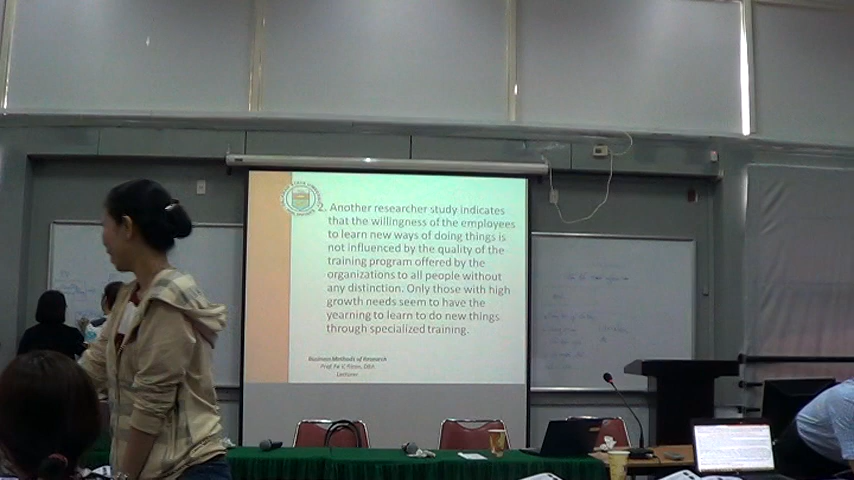 2. Another researcher study indicates
that the willingness of the employees
to learn new ways of doing things is
not influenced by the quality of the
training program offered by the
organizations to all people without
any distinction. Only those with high
growth needs seem to have the
yearning to learn to do new things
through specialized training.
Business Methods of Research
Lecturer